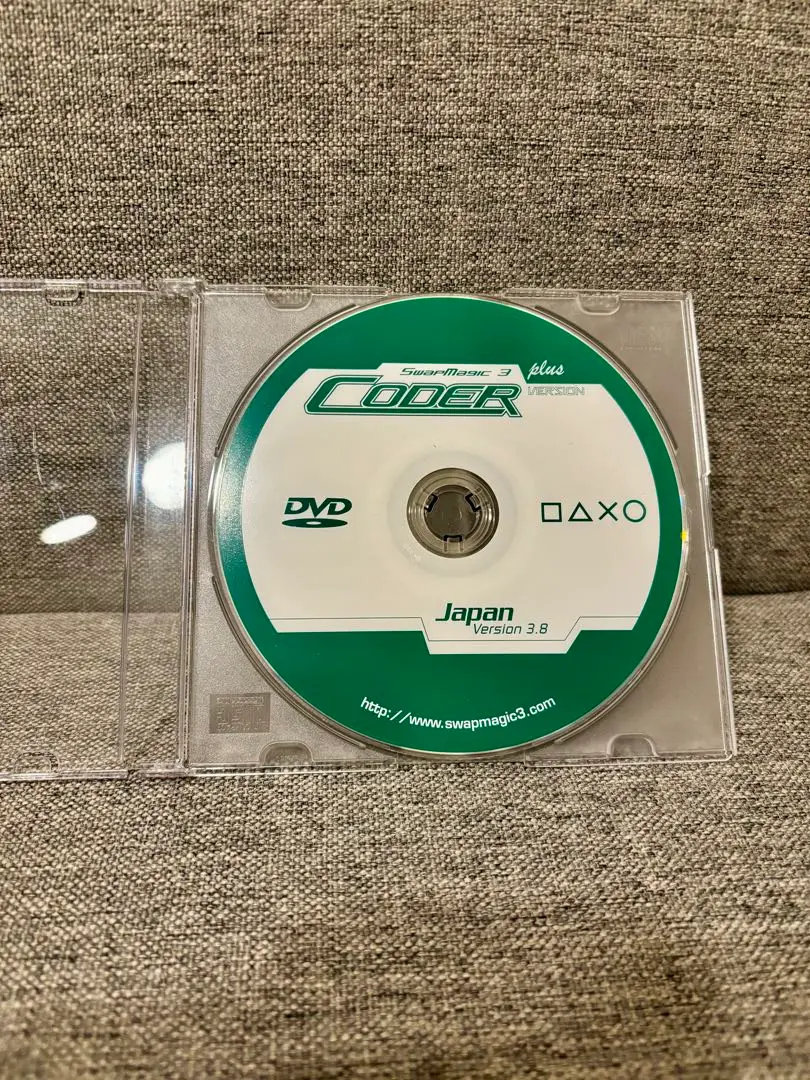 SwapMagic 3 plus
CODER VERSION
DVD
Japan
Version 3.8
http://www.swapmagic3.com